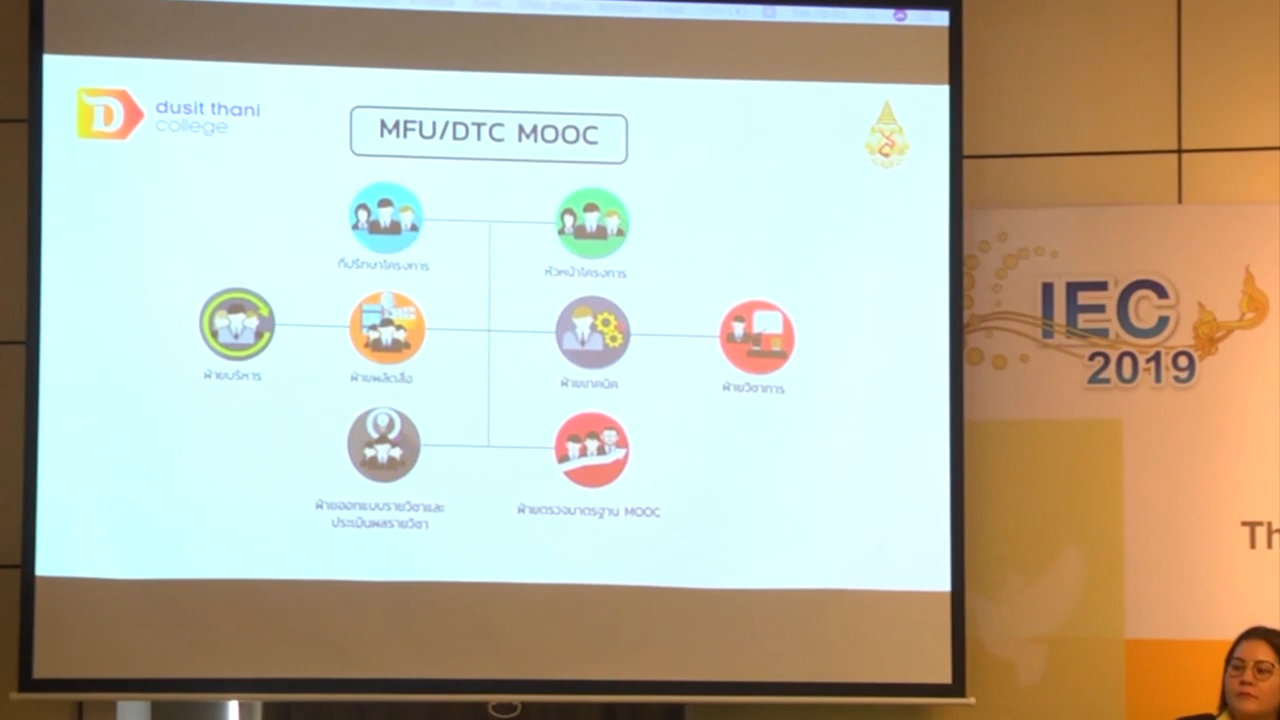 dusit thani
college
MFU/DTC MOOC
ที่ปรึกษาโครงการ
หัวหน้าโครงการ
ฝ่ายบริหาร
ฝ่ายผลิตสื่อ
ฝ่ายเทคนิค
ฝ่ายวิชาการ
ฝ่ายออกแบบรายวิชาและ
ประเมินผลรายวิชา
ฝ่ายตรวจมาตรฐาน MOOC
IEC
2019
Th